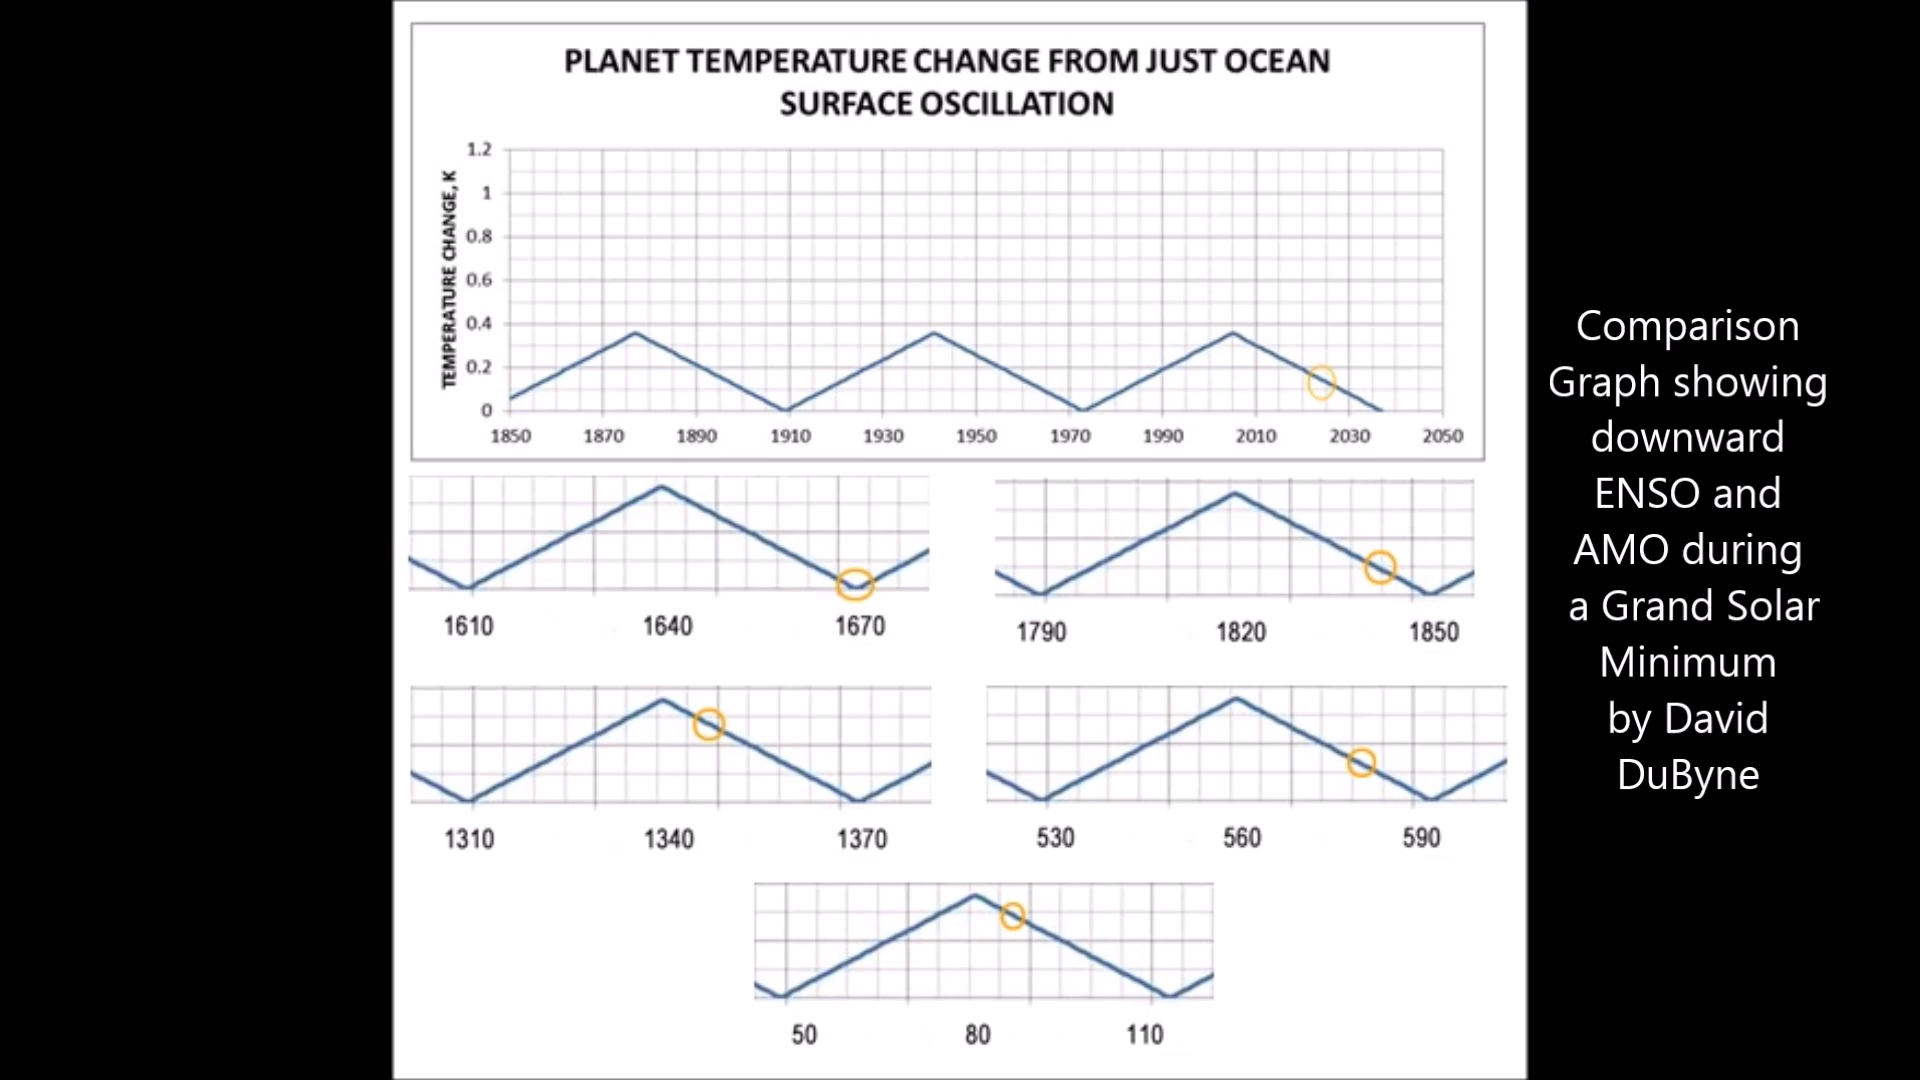 PLANET TEMPERATURE CHANGE FROM JUST OCEAN
SURFACE OSCILLATION
TEMPERATURE CHANGE, K
1.2
1
0.8
0.6
0.4
0.2
0
1850 1870 1890 1910 1930 1950 1970 1990 2010 2030 2050
1610 1640 1670
1790 1820 1850
1310 1340 1370
530 560 590
50 80 110
Comparison
Graph showing
downward
ENSO and
AMO during
a Grand Solar
Minimum
by David
DuByne